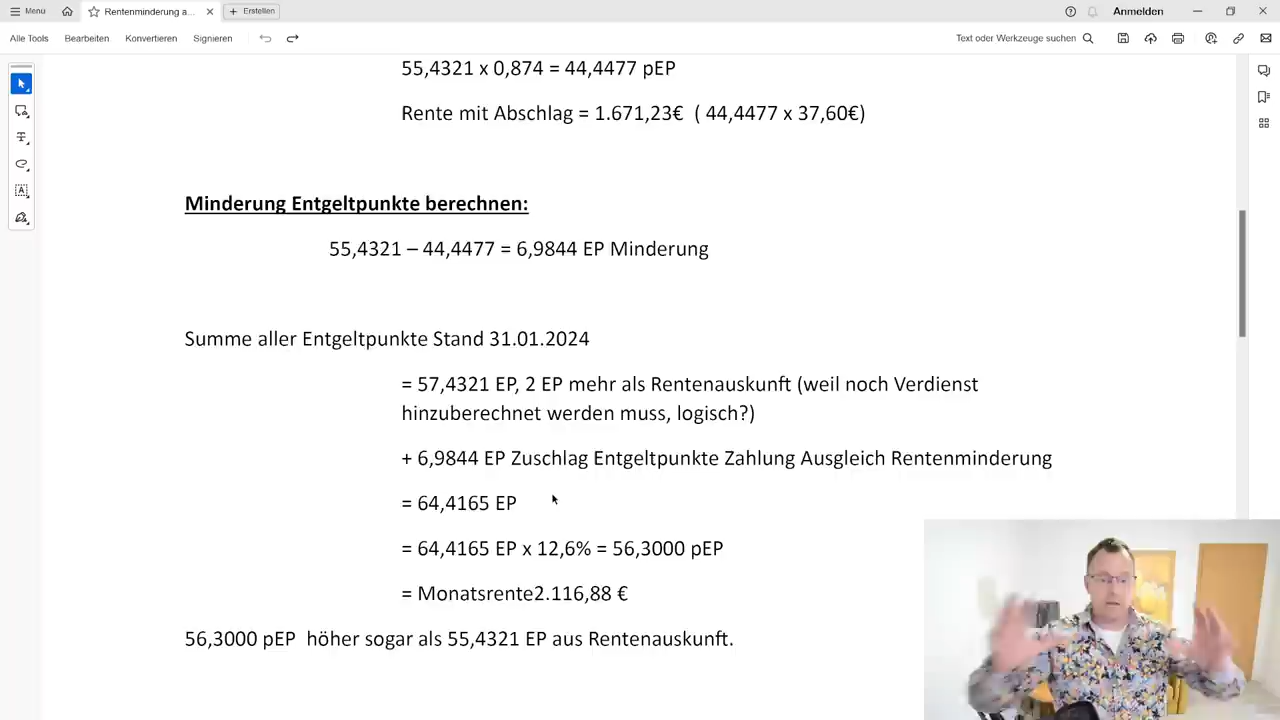 Menu
Rentenminderung a...
Erstellen
Anmelden
Alle Tools
Bearbeiten
Konvertieren
Signieren
Text oder Werkzeuge suchen
55,4321 x 0,874 = 44,4477 pEP
Rente mit Abschlag = 1.671,23€ ( 44,4477 x 37,60€)
Minderung Entgeltpunkte berechnen:
55,4321 – 44,4477 = 6,9844 EP Minderung
Summe aller Entgeltpunkte Stand 31.01.2024
= 57,4321 EP, 2 EP mehr als Rentenauskunft (weil noch Verdienst
hinzuberechnet werden muss, logisch?)
+ 6,9844 EP Zuschlag Entgeltpunkte Zahlung Ausgleich Rentenminderung
= 64,4165 EP
= 64,4165 EP x 12,6% = 56,3000 pEP
= Monatsrente2.116,88 €
56,3000 pEP höher sogar als 55,4321 EP aus Rentenauskunft.